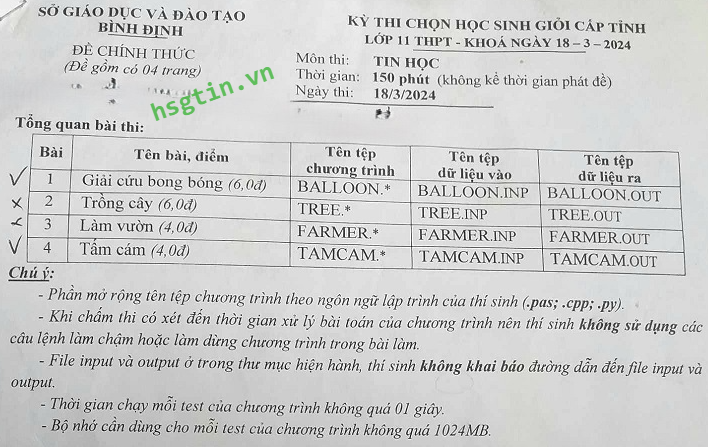 SỞ GIÁO DỤC VÀ ĐÀO TẠO
BÌNH ĐỊNH
ĐỀ CHÍNH THỨC
(Đề gồm có 04 trang)
KỲ THI CHỌN HỌC SINH GIỎI CẤP TỈNH
LỚP 11 THPT - KHOÁ NGÀY 18 – 3 – 2024
Môn thi: TIN HỌC
Thời gian: 150 phút (không kể thời gian phát đề)
Ngày thi: 18/3/2024
hsgtin.vn
Tổng quan bài thi:
Bài Tên bài, điểm Tên tệp chương trình Tên tệp dữ liệu vào Tên tệp dữ liệu ra
1 Giải cứu bong bóng (6,0đ) BALLOON.* BALLOON.INP BALLOON.OUT
2 Trồng cây (6,0đ) TREE.* TREE.INP TREE.OUT
3 Làm vườn (4,0đ) FARMER.* FARMER.INP FARMER.OUT
4 Tấm cám (4,0đ) TAMCAM.* TAMCAM.INP TAMCAM.OUT
Chú ý:
- Phần mở rộng tên tệp chương trình theo ngôn ngữ lập trình của thí sinh (.pas; .cpp; .py).
- Khi chấm thi có xét đến thời gian xử lý bài toán của chương trình nên thí sinh không sử dụng các
câu lệnh làm chậm hoặc làm dừng chương trình trong bài làm.
- File input và output ở trong thư mục hiện hành, thí sinh không khai báo đường dẫn đến file input và
output.
- Thời gian chạy mỗi test của chương trình không quá 01 giây.
- Bộ nhớ cần dùng cho mỗi test của chương trình không quá 1024MB.